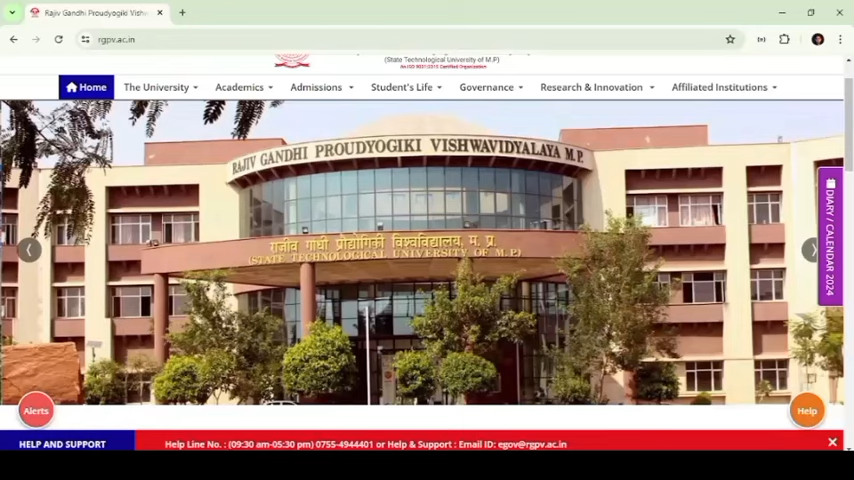 Rajiv Gandhi Proudyogiki Vishw
rgpv.ac.in
(State Technological University of M.P)
Home The University Academics Admissions Student's Life Governance Research & Innovation Affiliated Institutions
RAJIV GANDHI PROUDYOGIKI VISHWAVIDYALAYA M.P.
राजीव गांधी प्रौद्योगिकी विश्वविद्यालय, म. प्र.
(STATE TECHNOLOGICAL UNIVERSITY OF M.P)
DIARY / CALENDAR 2024
Alerts
Help
HELP AND SUPPORT
Help Line No. : (09:30 am-05:30 pm) 0755-4944401 or Help & Support : Email ID: egov@rgpv.ac.in